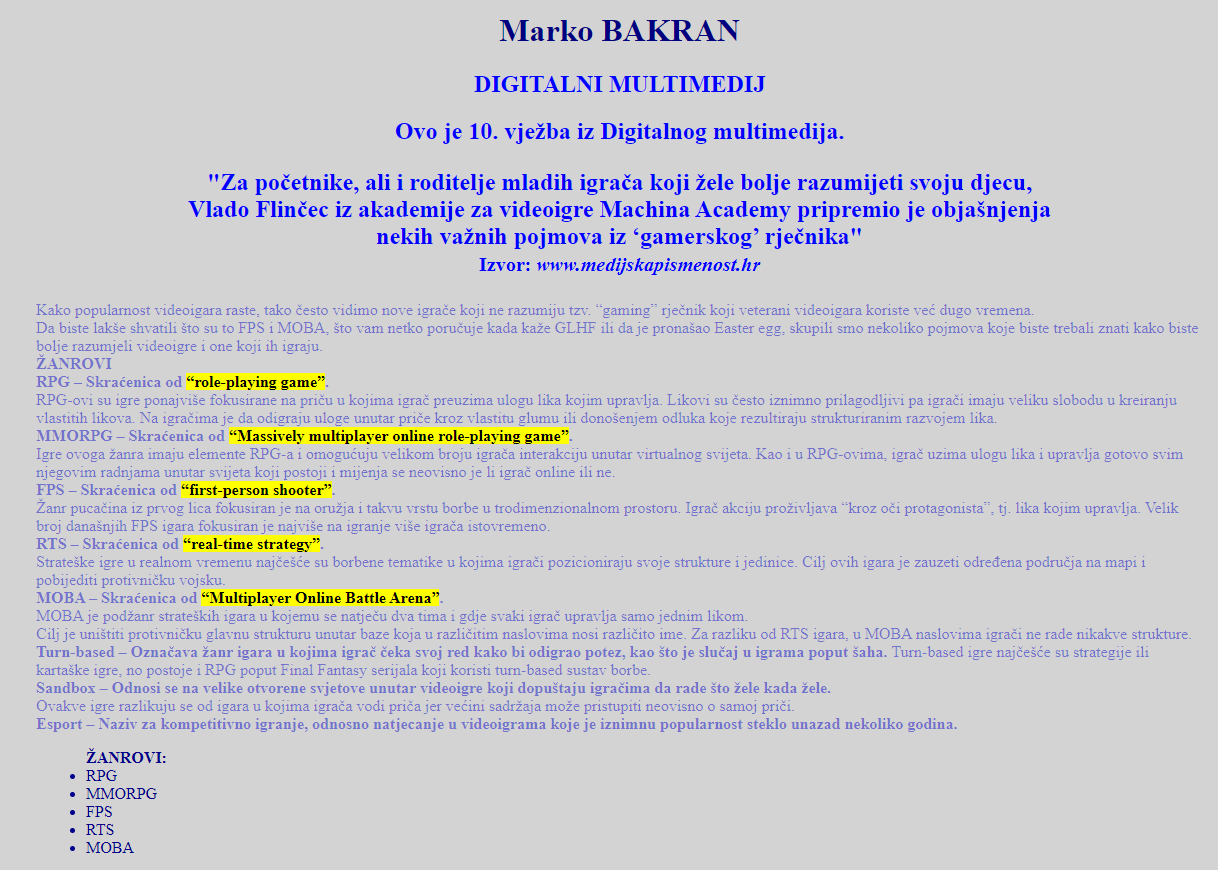 Marko BAKRAN
DIGITALNI MULTIMEDIJ
Ovo je 10. vježba iz Digitalnog multimedija.
"Za početnike, ali i roditelje mladih igrača koji žele bolje razumijeti svoju djecu,
Vlado Flinčec iz akademije za videoigre Machina Academy pripremio je objašnjenja
nekih važnih pojmova iz ‘gamerskog’ rječnika"
Izvor: www.medijskapismenost.hr
Kako popularnost videoigara raste, tako često vidimo nove igrače koji ne razumiju tzv. “gaming” rječnik koji veterani videoigara koriste već dugo vremena.
Da biste lakše shvatili što su to FPS i MOBA, što vam netko poručuje kada kaže GLHF ili da je pronašao Easter egg, skupili smo nekoliko pojmova koje biste trebali znati kako biste
bolje razumjeli videoigre i one koji ih igraju.
ŽANROVI
RPG – Skraćenica od “role-playing game”.
RPG-ovi su igre ponajviše fokusirane na priču u kojima igrač preuzima ulogu lika kojim upravlja. Likovi su često iznimno prilagodljivi pa igrači imaju veliku slobodu u kreiranju
vlastitih likova. Na igračima je da odigraju uloge unutar priče kroz vlastitu glumu ili donošenjem odluka koje rezultiraju strukturiranim razvojem lika.
MMORPG – Skraćenica od “Massively multiplayer online role-playing game”.
Igre ovoga žanra imaju elemente RPG-a i omogućuju velikom broju igrača interakciju unutar virtualnog svijeta. Kao i u RPG-ovima, igrač uzima ulogu lika i upravlja gotovo svim
njegovim radnjama unutar svijeta koji postoji i mijenja se neovisno je li igrač online ili ne.
FPS – Skraćenica od “first-person shooter”.
Žanr pucačina iz prvog lica fokusiran je na oružja i takvu vrstu borbe u trodimenzionalnom prostoru. Igrač akciju proživljava “kroz oči protagonista”, tj. lika kojim upravlja. Velik
broj današnjih FPS igara fokusiran je najviše na igranje više igrača istovremeno.
RTS – Skraćenica od “real-time strategy”.
Strateške igre u realnom vremenu najčešće su borbene tematike u kojima igrači pozicioniraju svoje strukture i jedinice. Cilj ovih igara je zauzeti određena područja na mapi i
pobijediti protivničku vojsku.
MOBA – Skraćenica od “Multiplayer Online Battle Arena”.
MOBA je podžanr strateških igara u kojemu se natječu dva tima i gdje svaki igrač upravlja samo jednim likom.
Cilj je uništiti protivničku glavnu strukturu unutar baze koja u različitim naslovima nosi različito ime. Za razliku od RTS igara, u MOBA naslovima igrači ne rade nikakve strukture.
Turn-based – Označava žanr igara u kojima igrač čeka svoj red kako bi odigrao potez, kao što je slučaj u igrama poput šaha. Turn-based igre najčešće su strategije ili
kartaške igre, no postoje i RPG poput Final Fantasy serijala koji koristi turn-based sustav borbe.
Sandbox – Odnosi se na velike otvorene svjetove unutar videoigre koji dopuštaju igračima da rade što žele kada žele.
Ovakve igre razlikuju se od igara u kojima igrača vodi priča jer većini sadržaja može pristupiti neovisno o samoj priči.
Esport – Naziv za kompetitivno igranje, odnosno natjecanje u videoigrama koje je iznimnu popularnost steklo unazad nekoliko godina.
ŽANROVI:
• RPG
• MMORPG
• FPS
• RTS
• MOBA